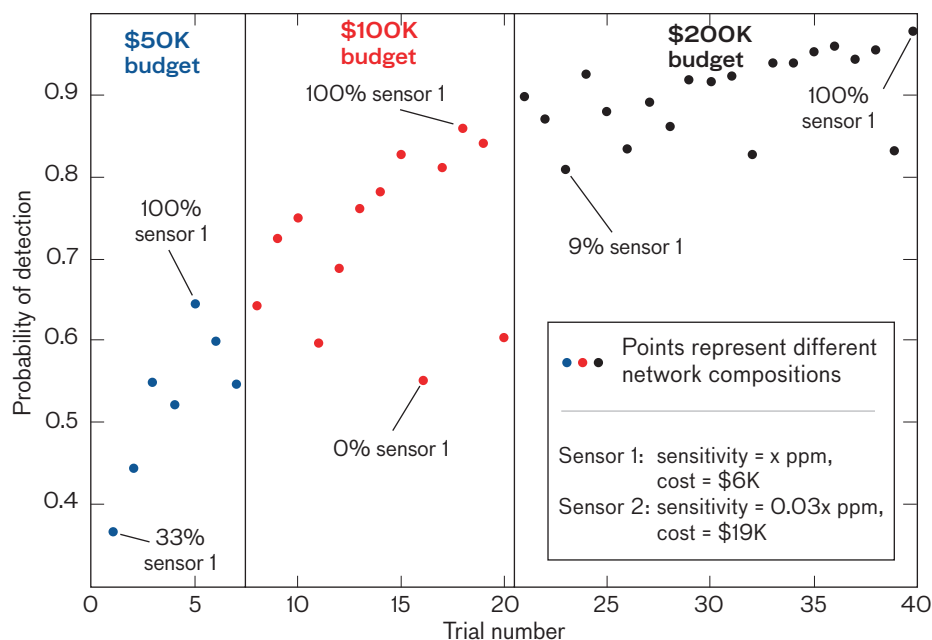 $50K
budget
$100K
budget
$200K
budget
100% sensor 1
100%
sensor 1
100%
sensor 1
9% sensor 1
0% sensor 1
33%
sensor 1
Points represent different
network compositions
Sensor 1: sensitivity = x ppm,
cost = $6K
Sensor 2: sensitivity = 0.03x ppm,
cost = $19K
Probability of detection
0.9
0.8
0.7
0.6
0.5
0.4
0 5 10 15 20 25 30 35 40
Trial number